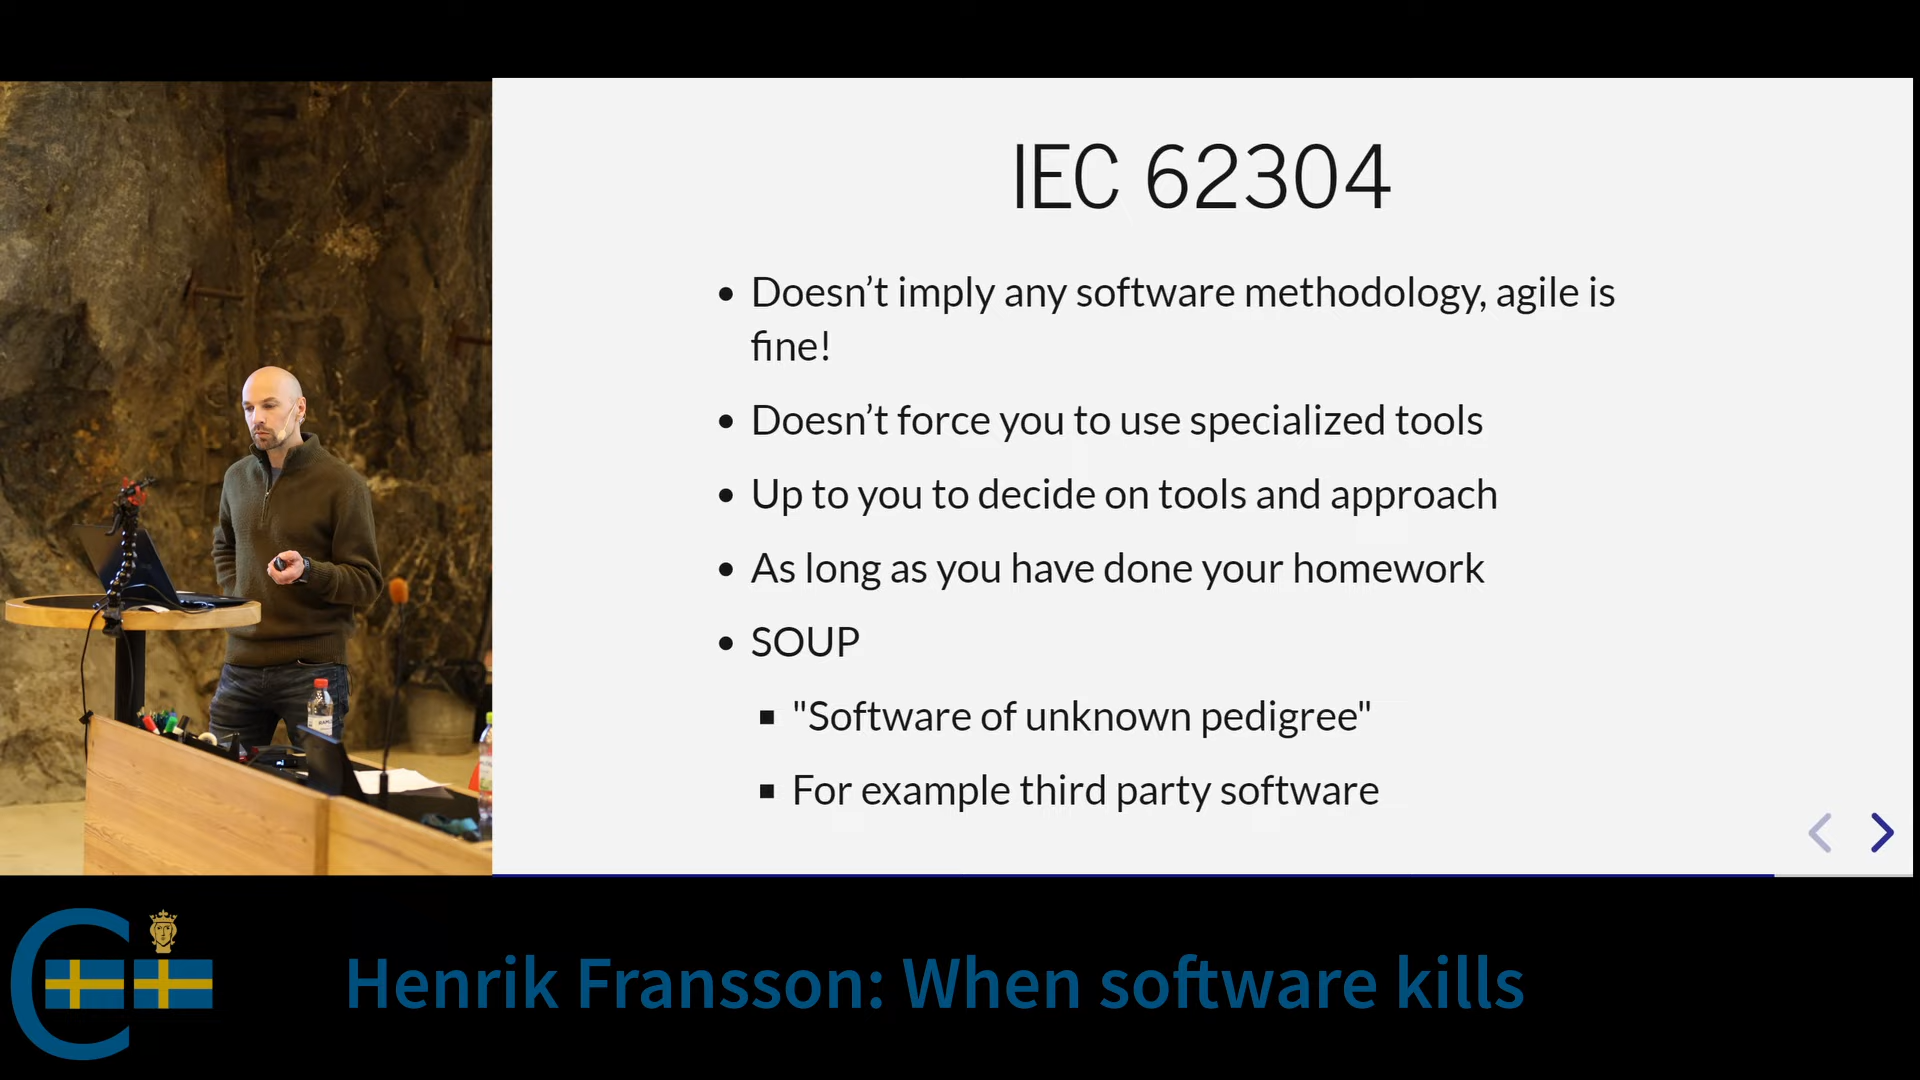 IEC 62304
Doesn’t imply any software methodology, agile is
fine!
Doesn’t force you to use specialized tools
Up to you to decide on tools and approach
As long as you have done your homework
SOUP
"Software of unknown pedigree"
For example third party software
Henrik Fransson: When software kills